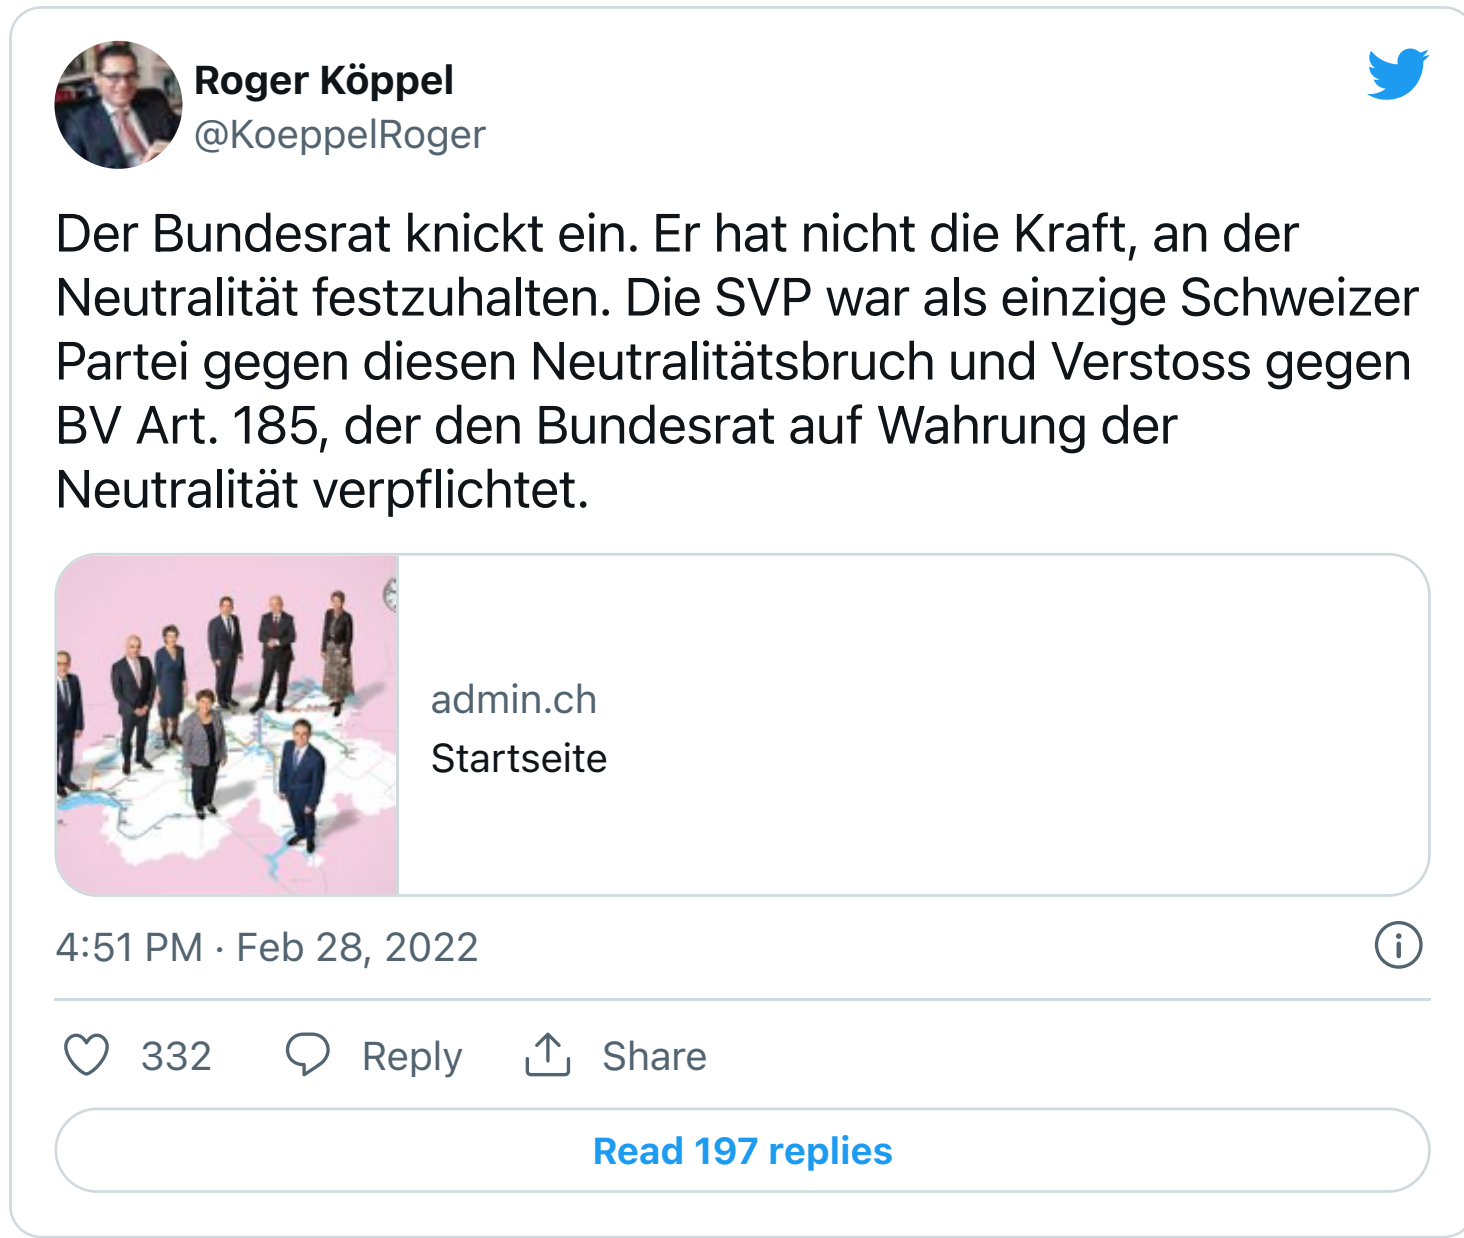 Roger Köppel
@KoeppelRoger
Der Bundesrat knickt ein. Er hat nicht die Kraft, an der
Neutralität festzuhalten. Die SVP war als einzige Schweizer
Partei gegen diesen Neutralitätsbruch und Verstoss gegen
BV Art. 185, der den Bundesrat auf Wahrung der
Neutralität verpflichtet.
admin.ch
Startseite
4:51 PM · Feb 28, 2022
332 Reply Share
Read 197 replies